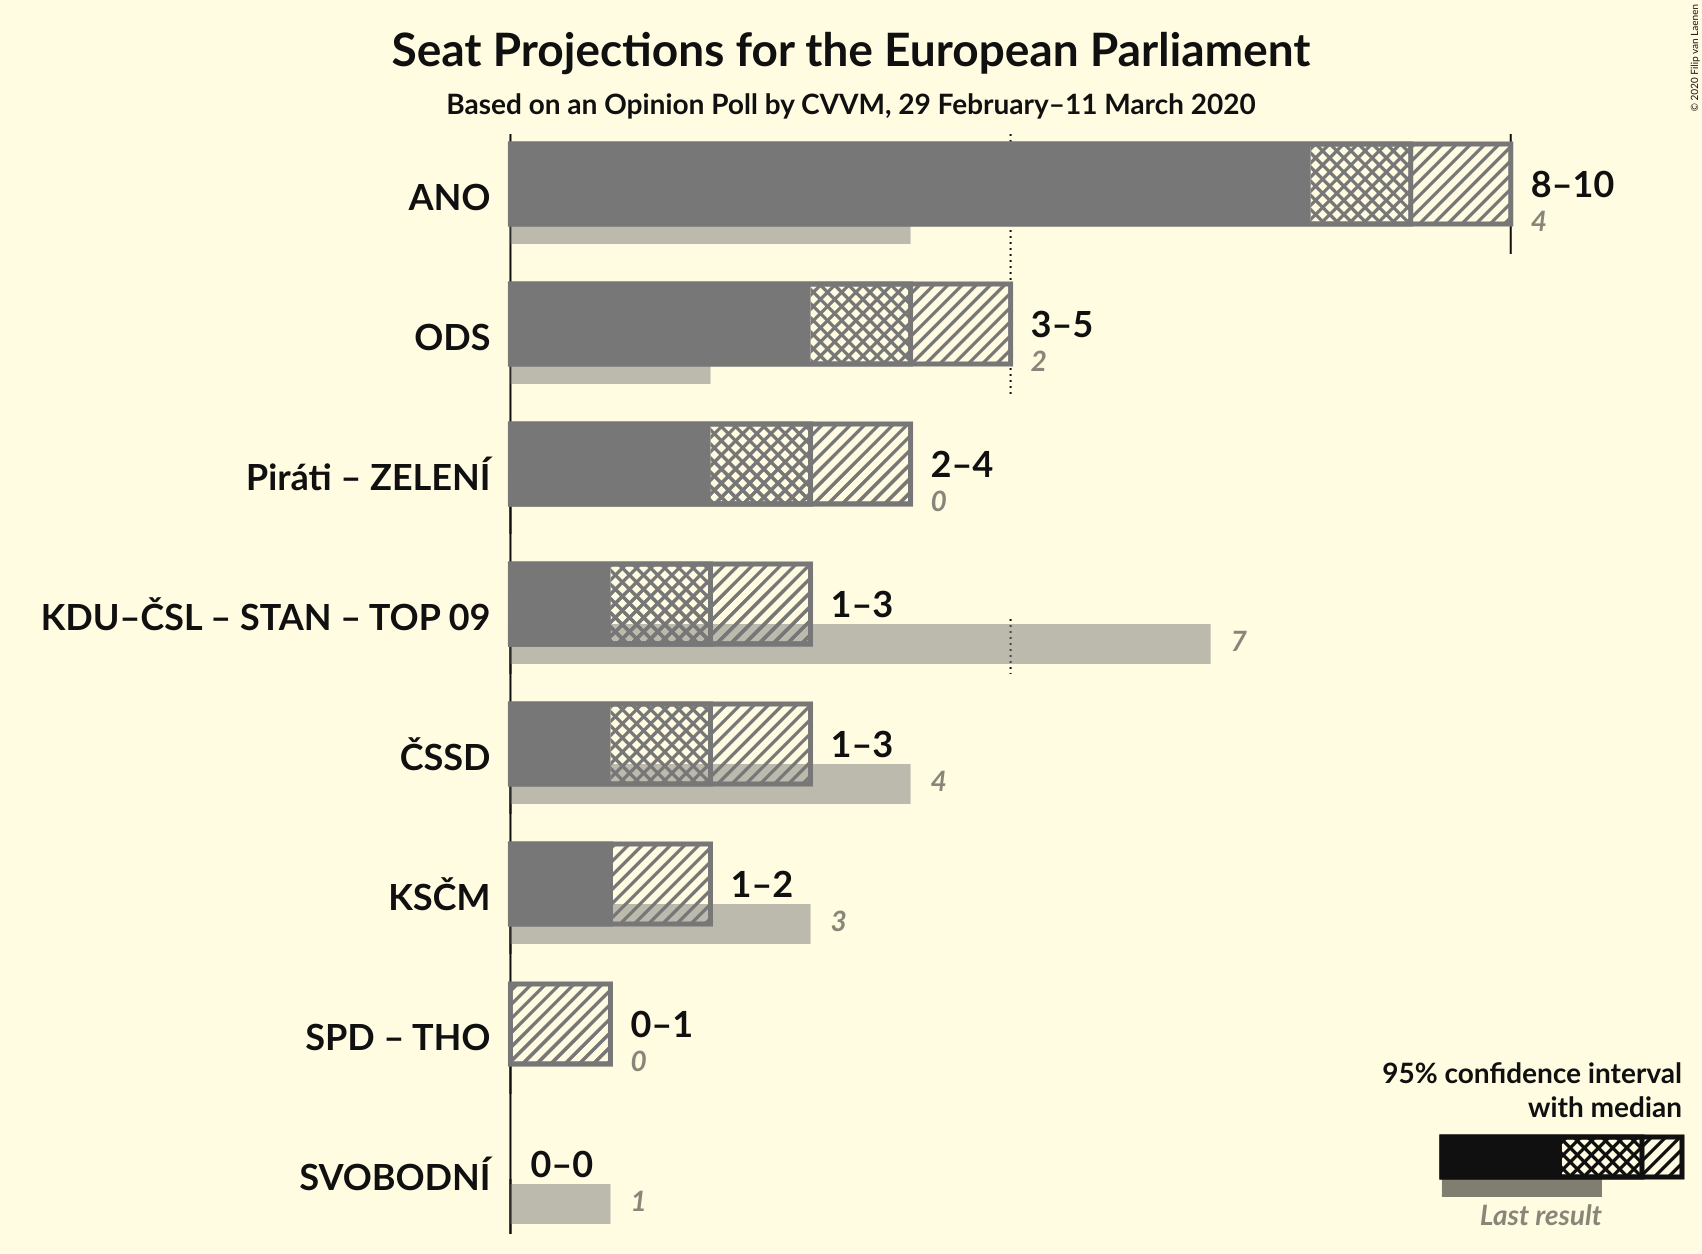 Seat Projections for the European Parliament
Based on an Opinion Poll by CVVM, 29 February–11 March 2020
© 2020 Filip van Laenen
ANO
8–10
4
ODS
3–5
2
Piráti – ZELENÍ
2–4
0
KDU–ČSL – STAN – TOP 09
1–3
7
ČSSD
1–3
4
KSČM
1–2
3
SPD – THO
0–1
0
SVOBODNÍ
0–0
1
95% confidence interval
with median
Last result